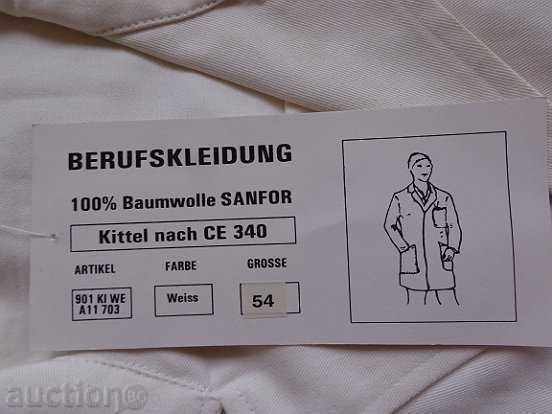 BERUFSKLEIDUNG
100% Baumwolle SANFOR
Kittel nach CE 340
ARTIKEL FARBE GROSSE
901 KI WE Weiss 54
A11 703
auction